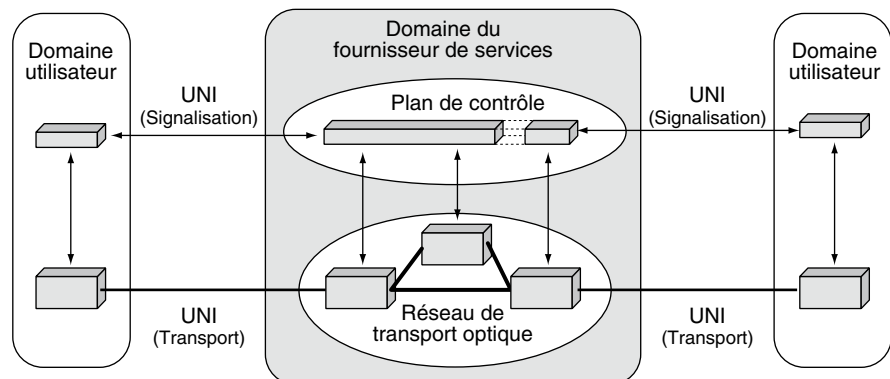 Domaine
utilisateur
Domaine du
fournisseur de services
Domaine
utilisateur
UNI
(Signalisation)
Plan de contrôle
UNI
(Signalisation)
UNI
(Transport)
Réseau de
transport optique
UNI
(Transport)